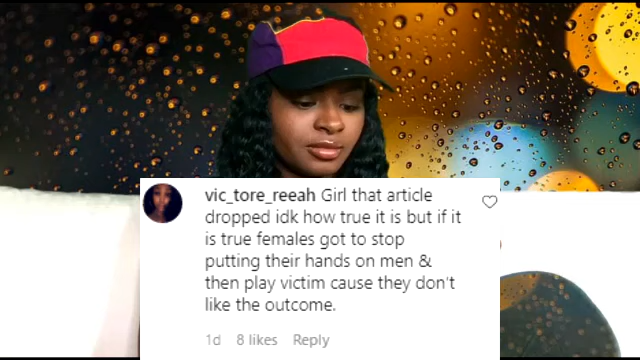 vic_tore_reeah Girl that article
dropped idk how true it is but if it
is true females got to stop
putting their hands on men &
then play victim cause they don't
like the outcome.
1d 8 likes Reply